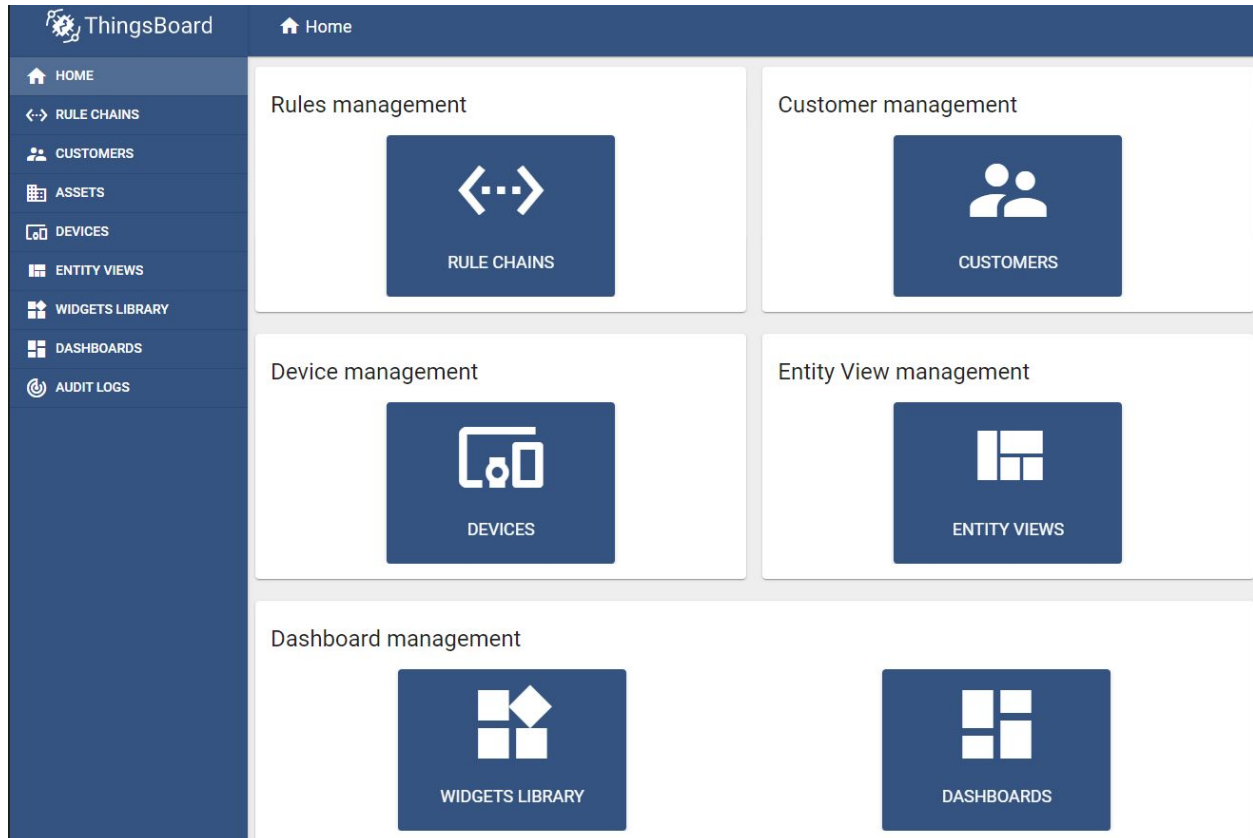 ThingsBoard
Home
HOME
RULE CHAINS
CUSTOMERS
ASSETS
DEVICES
ENTITY VIEWS
WIDGETS LIBRARY
DASHBOARDS
AUDIT LOGS
Rules management
RULE CHAINS
Customer management
CUSTOMERS
Device management
DEVICES
Entity View management
ENTITY VIEWS
Dashboard management
WIDGETS LIBRARY
DASHBOARDS